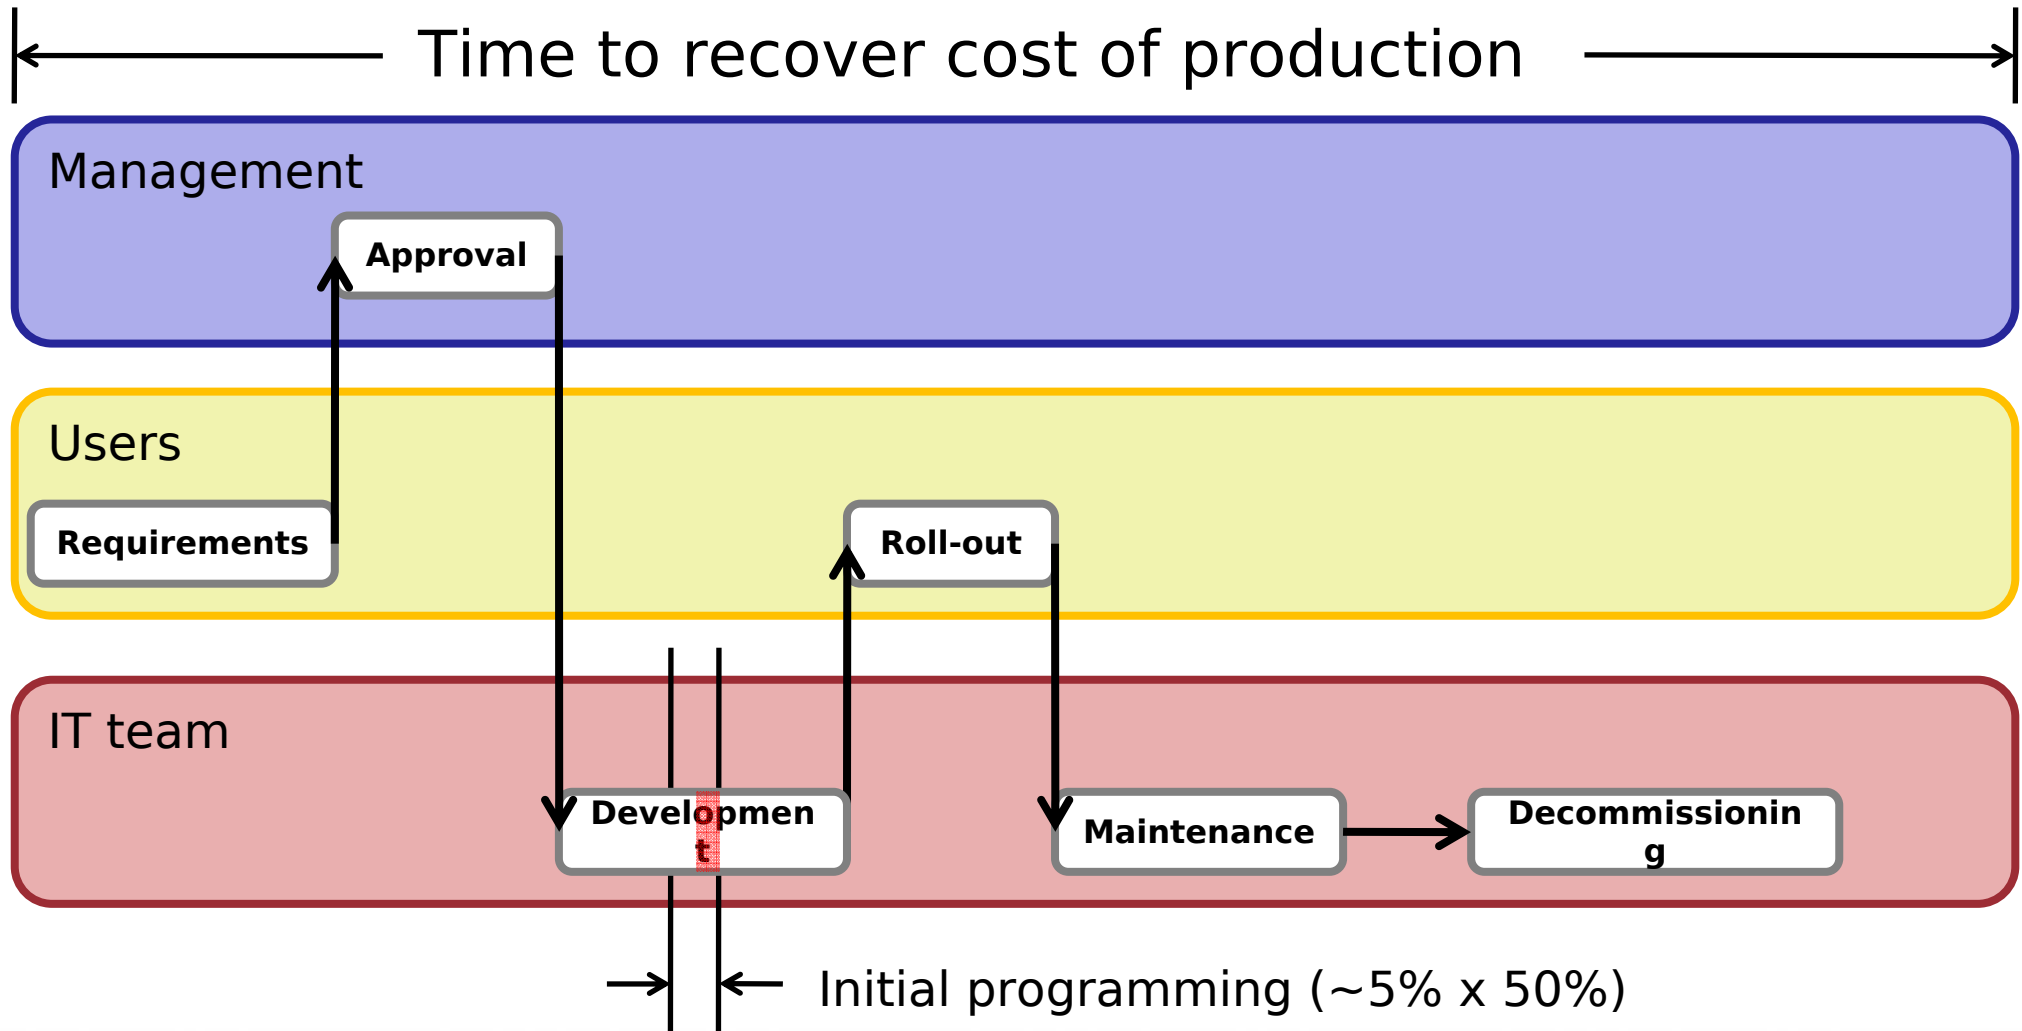 Time to recover cost of production
Management
Approval
Users
Requirements
Roll-out
IT team
Developmen
t
Maintenance
Decommissionin
g
Initial programming (~5% x 50%)